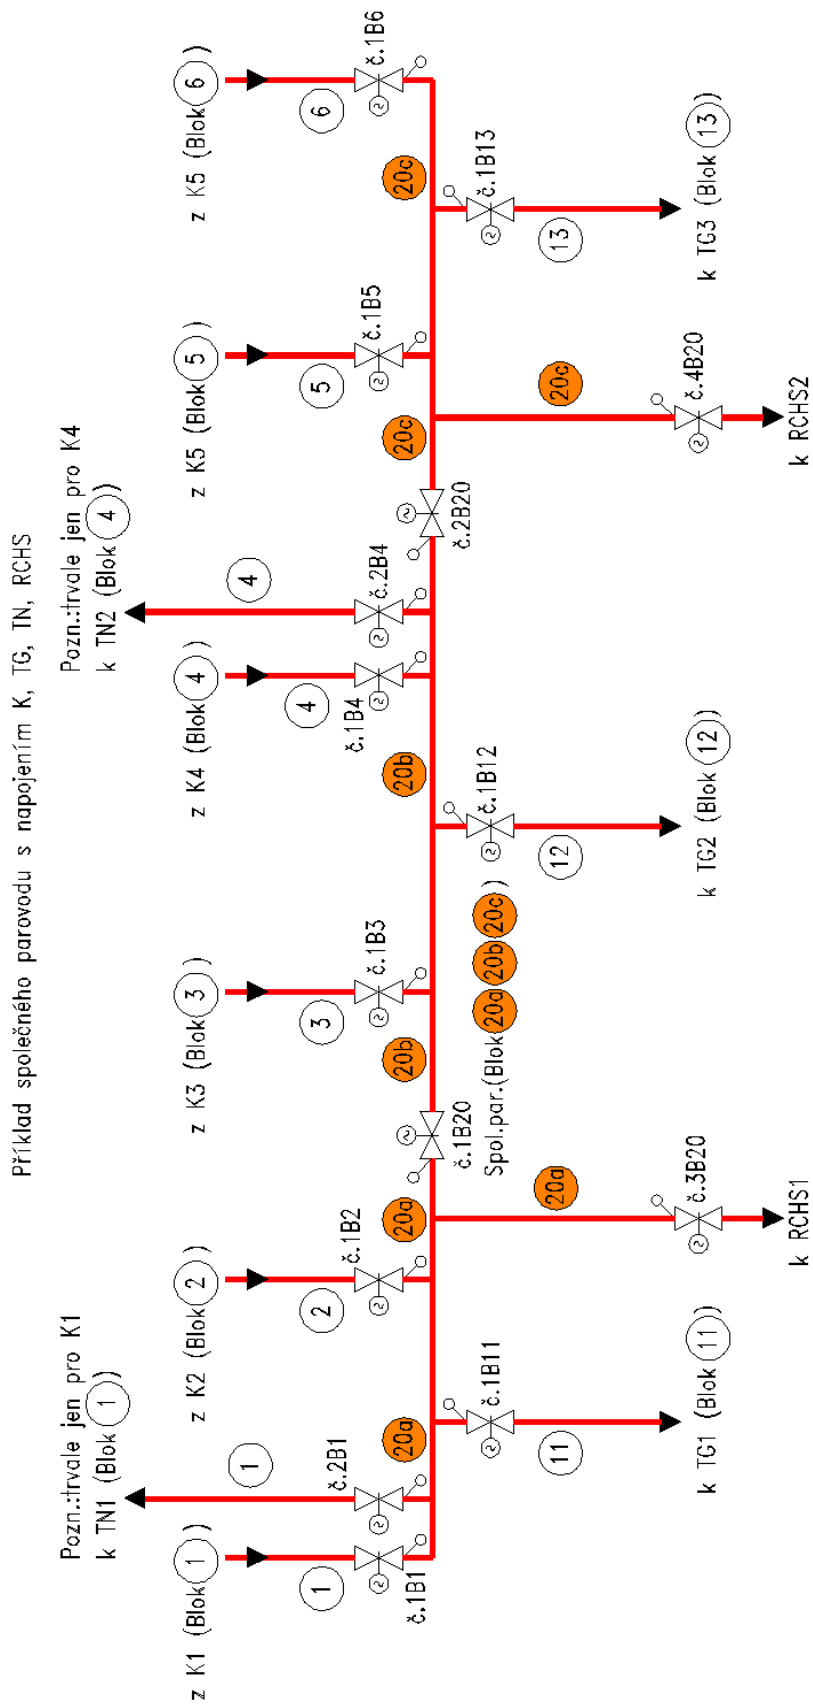 Příklad společného parovodu s napojením K, TG, TN, RCHS
Pozn.:trvale jen pro K1
k TN1 (Blok 1)
Pozn.:trvale jen pro K4
k TN2 (Blok 4)
z K1 (Blok 1)
z K2 (Blok 2)
z K3 (Blok 3)
z K4 (Blok 4)
z K5 (Blok 5)
z K5 (Blok 6)
1
1
2
3
4
4
5
6
č.1B1
č.2B1
č.1B2
č.1B3
č.1B4
č.2B4
č.1B5
č.1B6
20a
20a
20b
20b
20c
20c
č.1B20
č.2B20
Spol.par.(Blok 20a 20b 20c)
č.1B11
č.1B12
č.1B13
11
20a
12
20c
13
č.3B20
č.4B20
k TG1 (Blok 11)
k RCHS1
k TG2 (Blok 12)
k RCHS2
k TG3 (Blok 13)